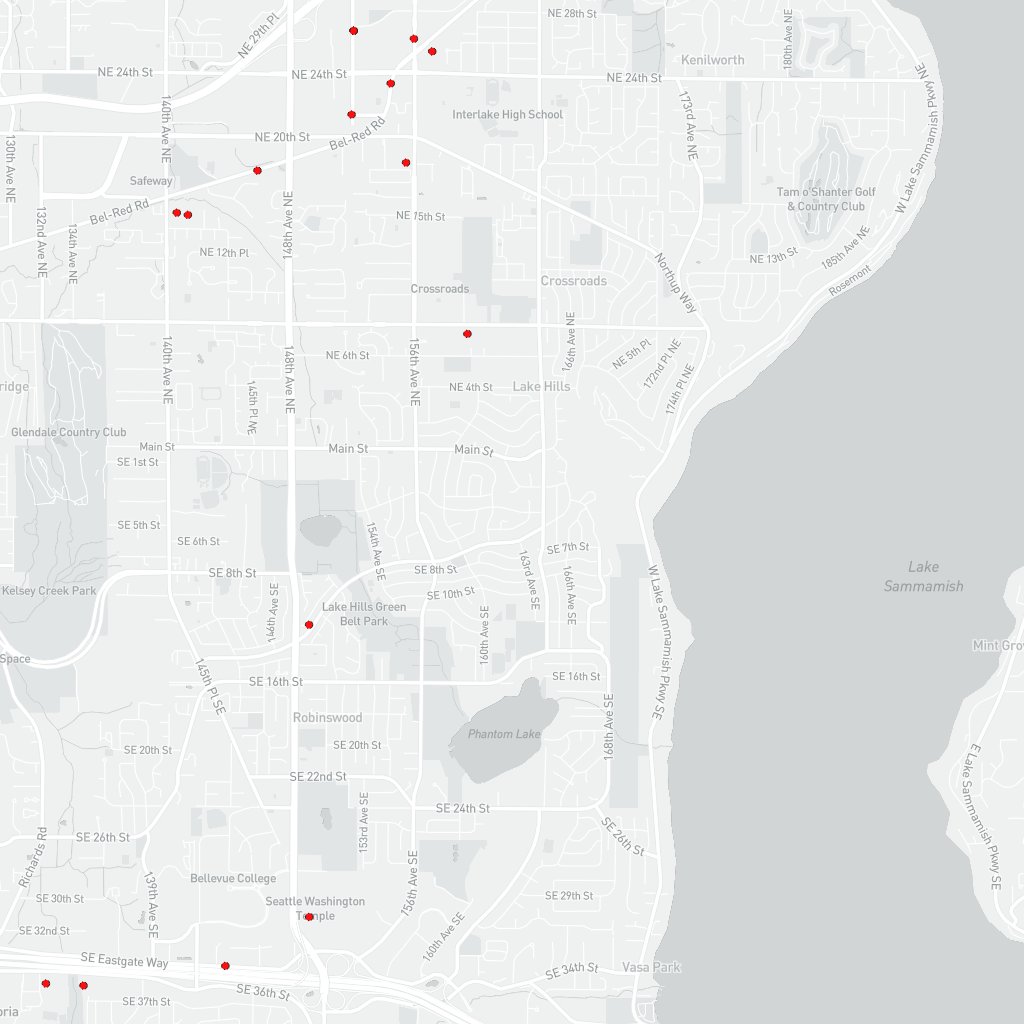 NE 28th St
NE 29th Pl
180th Ave NE
Kenilworth
NE 24th St
NE 24th St
NE 24th St
W Lake Sammamish Pkwy NE
140th Ave NE
173rd Ave NE
Interlake High School
130th Ave NE
NE 20th St
Bel-Red Rd
Safeway
Tam o'Shanter Golf
& Country Club
132nd Ave NE
134th Ave NE
Bel-Red Rd
148th Ave NE
NE 15th St
NE 12th Pl
NE 13th St
185th Ave NE
Rosemont
Northup Way
Crossroads
Crossroads
140th Ave NE
148th Ave NE
156th Ave NE
166th Ave NE
NE 6th St
NE 5th Pl
172nd Pl NE
174th Pl NE
145th Pl NE
NE 4th St
Lake Hills
ridge
Glendale Country Club
Main St
Main St
Main St
SE 1st St
SE 5th St
SE 6th St
154th Ave SE
SE 7th St
163rd Ave SE
166th Ave SE
SE 8th St
SE 8th St
SE 10th St
Kelsey Creek Park
Lake
Sammamish
W Lake Sammamish Pkwy SE
146th Ave SE
Lake Hills Green
Belt Park
160th Ave SE
Mint Gro
Space
145th Pl SE
SE 16th St
SE 16th St
168th Ave SE
Robinswood
Phantom Lake
SE 20th St
SE 20th St
SE 22nd St
E Lake Sammamish Pkwy SE
153rd Ave SE
SE 24th St
SE 26th St
SE 26th St
Richards Rd
139th Ave SE
156th Ave SE
Bellevue College
SE 30th St
SE 29th St
Seattle Washington
Temple
SE 32nd St
160th Ave SE
SE Eastgate Way
SE 34th St
Vasa Park
SE 36th St
SE 37th St
oria